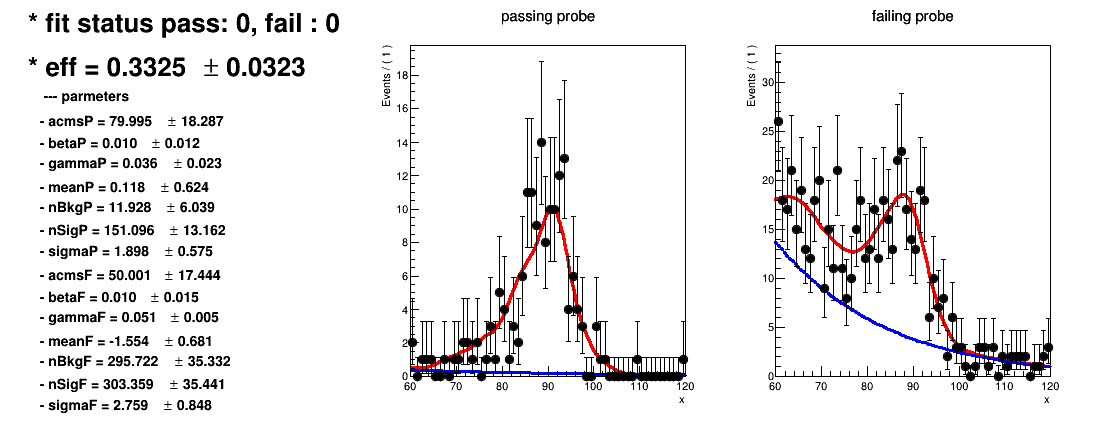 * fit status pass: 0, fail : 0
* eff = 0.3325 ± 0.0323
--- parmeters
- acmsP = 79.995 ± 18.287
- betaP = 0.010 ± 0.012
- gammaP = 0.036 ± 0.023
- meanP = 0.118 ± 0.624
- nBkgP = 11.928 ± 6.039
- nSigP = 151.096 ± 13.162
- sigmaP = 1.898 ± 0.575
- acmsF = 50.001 ± 17.444
- betaF = 0.010 ± 0.015
- gammaF = 0.051 ± 0.005
- meanF = -1.554 ± 0.681
- nBkgF = 295.722 ± 35.332
- nSigF = 303.359 ± 35.441
- sigmaF = 2.759 ± 0.848
passing probe
Events / ( 1 )
18
16
14
12
10
8
6
4
2
0
60 70 80 90 100 110 120
x
failing probe
Events / ( 1 )
30
25
20
15
10
5
0
60 70 80 90 100 110 120
x